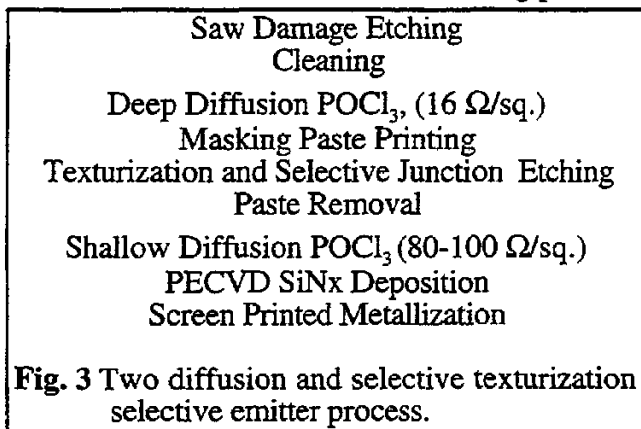 Saw Damage Etching
Cleaning
Deep Diffusion POCl₃, (16 Ω/sq.)
Masking Paste Printing
Texturization and Selective Junction Etching
Paste Removal
Shallow Diffusion POCl₃ (80-100 Ω/sq.)
PECVD SiNx Deposition
Screen Printed Metallization
Fig. 3 Two diffusion and selective texturization
selective emitter process.